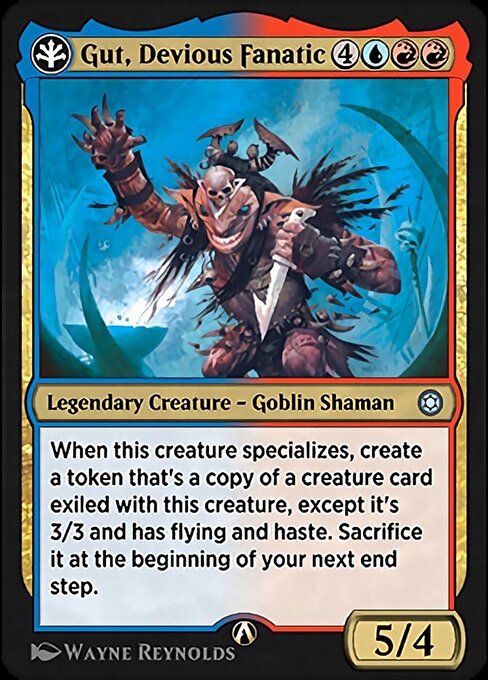 Gut, Devious Fanatic 4
Legendary Creature – Goblin Shaman
When this creature specializes, create
a token that's a copy of a creature card
exiled with this creature, except it's
3/3 and has flying and haste. Sacrifice
it at the beginning of your next end
step.
5/4
Wayne Reynolds